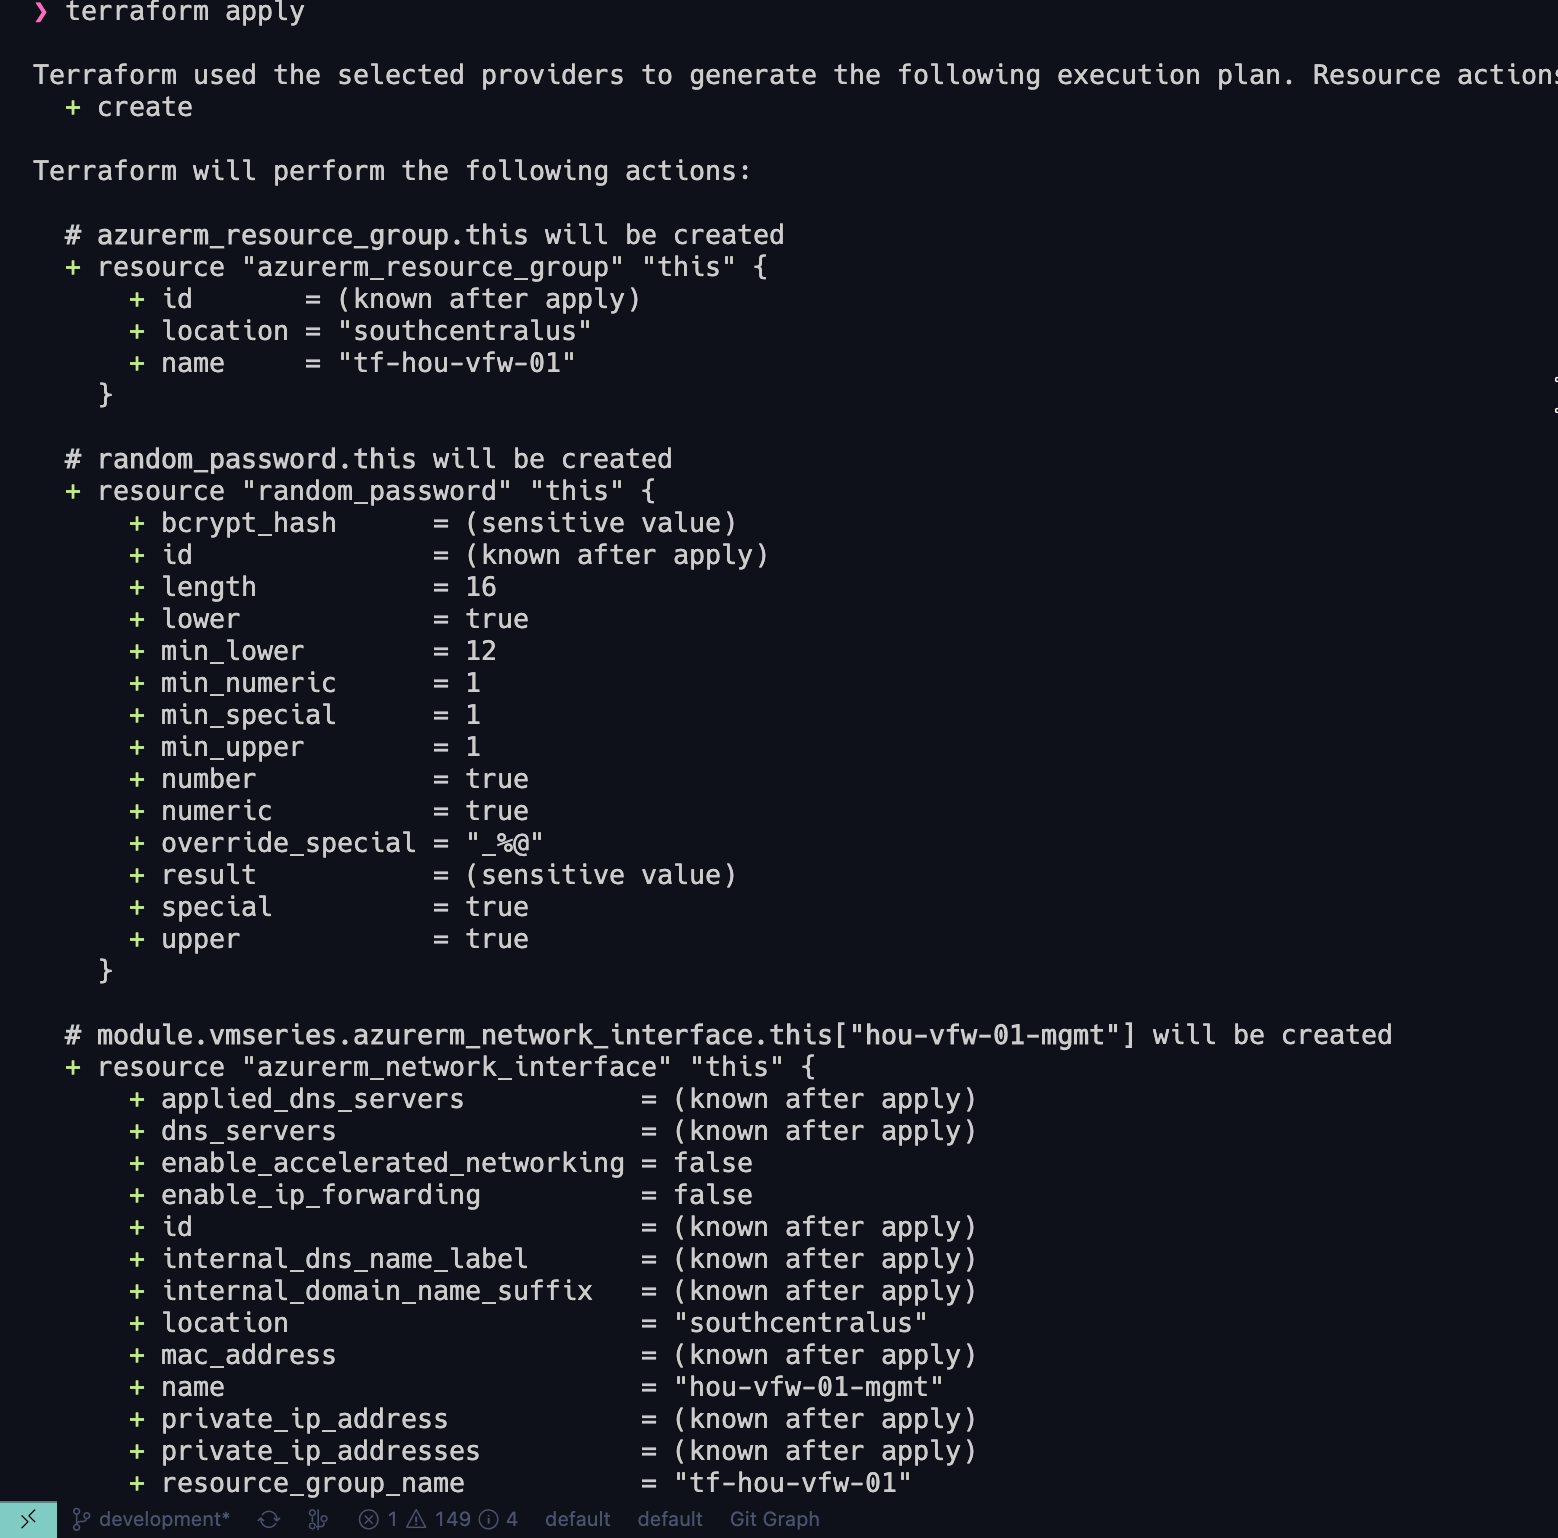 ❯ terraform apply
Terraform used the selected providers to generate the following execution plan. Resource actions
+ create
Terraform will perform the following actions:
# azurerm_resource_group.this will be created
+ resource "azurerm_resource_group" "this" {
+ id = (known after apply)
+ location = "southcentralus"
+ name = "tf-hou-vfw-01"
}
# random_password.this will be created
+ resource "random_password" "this" {
+ bcrypt_hash = (sensitive value)
+ id = (known after apply)
+ length = 16
+ lower = true
+ min_lower = 12
+ min_numeric = 1
+ min_special = 1
+ min_upper = 1
+ number = true
+ numeric = true
+ override_special = "_%@"
+ result = (sensitive value)
+ special = true
+ upper = true
}
# module.vmseries.azurerm_network_interface.this["hou-vfw-01-mgmt"] will be created
+ resource "azurerm_network_interface" "this" {
+ applied_dns_servers = (known after apply)
+ dns_servers = (known after apply)
+ enable_accelerated_networking = false
+ enable_ip_forwarding = false
+ id = (known after apply)
+ internal_dns_name_label = (known after apply)
+ internal_domain_name_suffix = (known after apply)
+ location = "southcentralus"
+ mac_address = (known after apply)
+ name = "hou-vfw-01-mgmt"
+ private_ip_address = (known after apply)
+ private_ip_addresses = (known after apply)
+ resource_group_name = "tf-hou-vfw-01"
development* 1 149 4 default default Git Graph